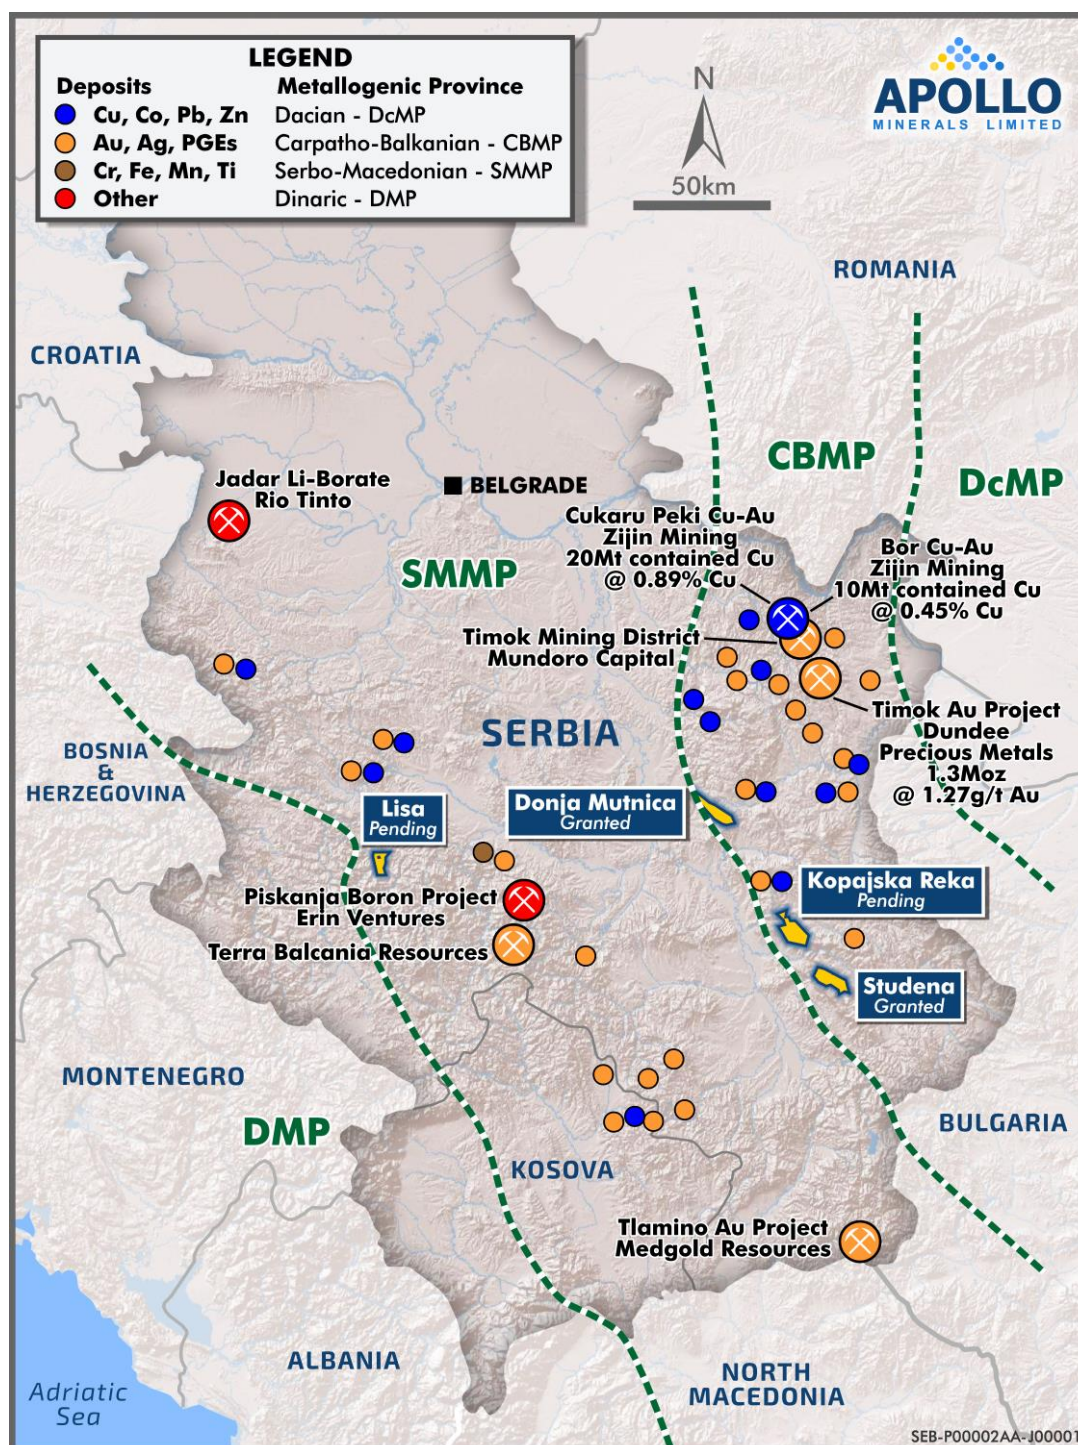 LEGEND
Deposits Metallogenic Province
Cu, Co, Pb, Zn Dacian - DcMP
Au, Ag, PGEs Carpatho-Balkanian - CBMP
Cr, Fe, Mn, Ti Serbo-Macedonian - SMMP
Other Dinaric - DMP
N
50km
APOLLO
MINERALS LIMITED
ROMANIA
CROATIA
CBMP
DcMP
Jadar Li-Borate
Rio Tinto
BELGRADE
Cukaru Peki Cu-Au
Zijin Mining
20Mt contained Cu
@ 0.89% Cu
Bor Cu-Au
Zijin Mining
10Mt contained Cu
@ 0.45% Cu
SMMP
Timok Mining District
Mundoro Capital
SERBIA
Timok Au Project
Dundee
Precious Metals
1.3Moz
@ 1.27g/t Au
BOSNIA
&
HERZEGOVINA
Lisa
Pending
Donja Mutnica
Granted
Kopajska Reka
Pending
Piskanja Boron Project
Erin Ventures
Terra Balcania Resources
Studena
Granted
MONTENEGRO
DMP
BULGARIA
KOSOVA
Tlamino Au Project
Medgold Resources
ALBANIA
NORTH
MACEDONIA
Adriatic
Sea
SEB-P00002AA-J00001